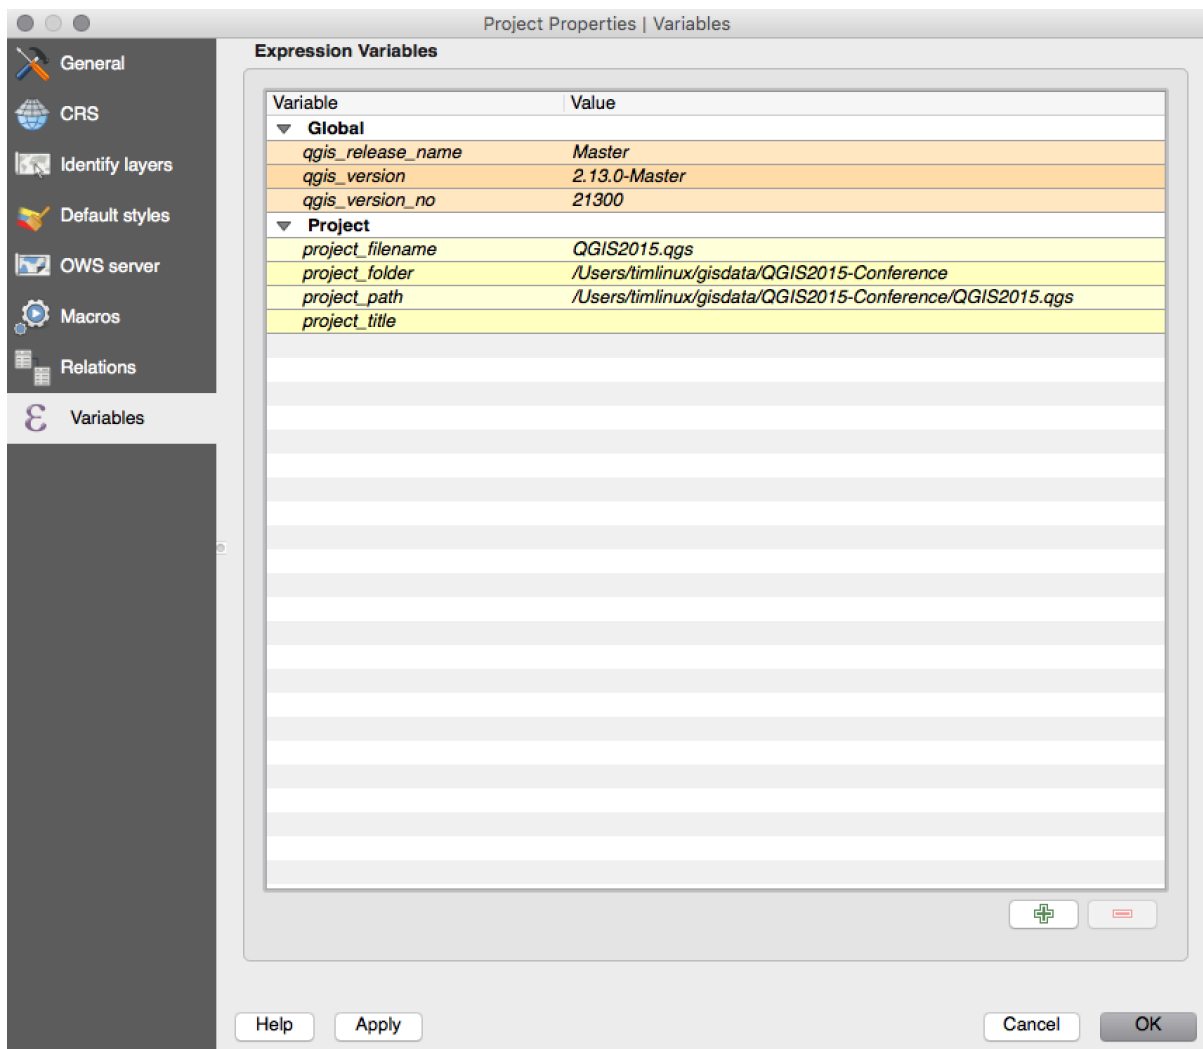 Project Properties | Variables
General
CRS
Identify layers
Default styles
OWS server
Macros
Relations
Variables
Expression Variables
Variable Value
Global
qgis_release_name Master
qgis_version 2.13.0-Master
qgis_version_no 21300
Project
project_filename QGIS2015.qgs
project_folder /Users/timlinux/gisdata/QGIS2015-Conference
project_path /Users/timlinux/gisdata/QGIS2015-Conference/QGIS2015.qgs
project_title
Help Apply Cancel OK